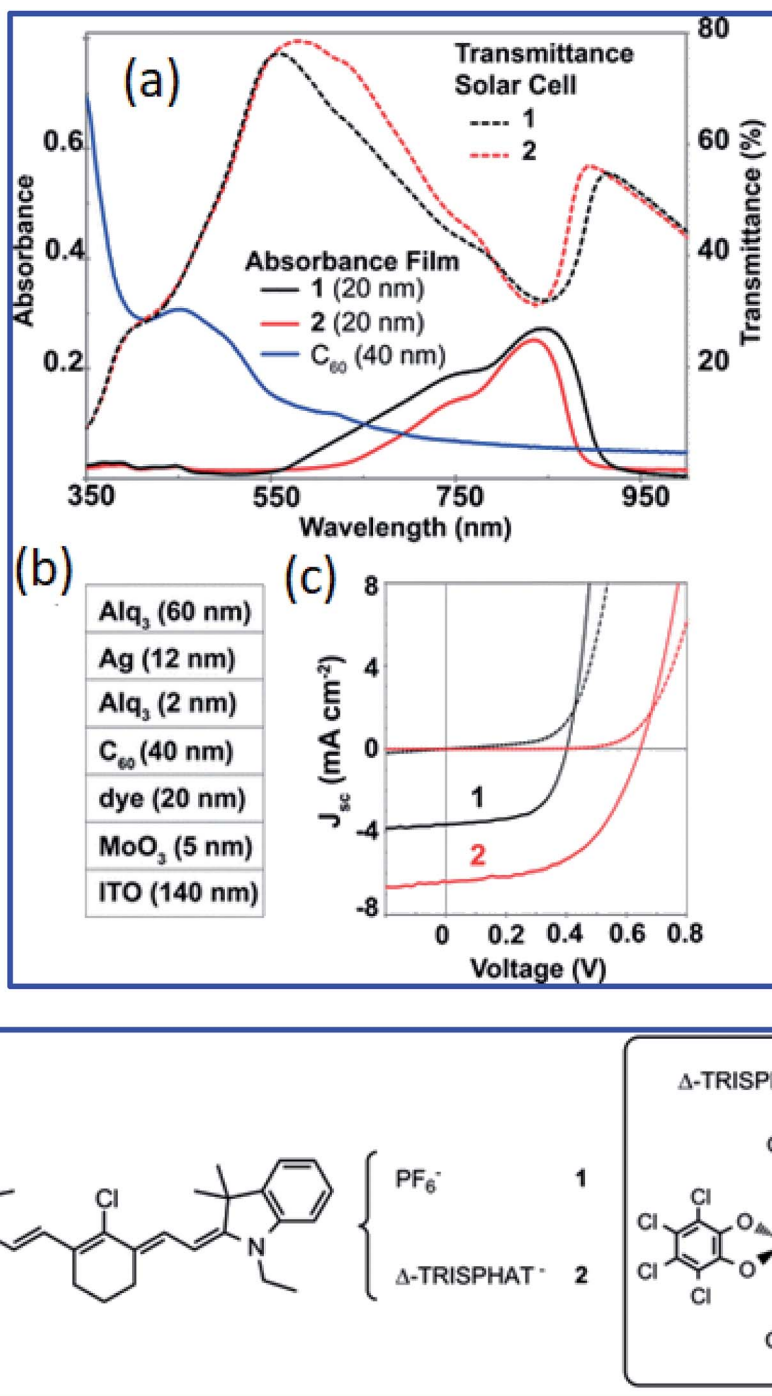 (a)
Transmittance
Solar Cell
1
2
Absorbance Film
1 (20 nm)
2 (20 nm)
C₆₀ (40 nm)
Absorbance
0.6
0.4
0.2
80
60
40
20
Transmittance (%)
350 550 750 950
Wavelength (nm)
(b)
Alq₃ (60 nm)
Ag (12 nm)
Alq₃ (2 nm)
C₆₀ (40 nm)
dye (20 nm)
MoO₃ (5 nm)
ITO (140 nm)
(c)
8
4
0
-4
-8
J_sc (mA cm⁻²)
1
2
0 0.2 0.4 0.6 0.8
Voltage (V)
Cl
N
PF₆⁻ 1
Δ-TRISPHAT⁻ 2
Δ-TRISP
Cl
Cl
Cl
Cl
O
O